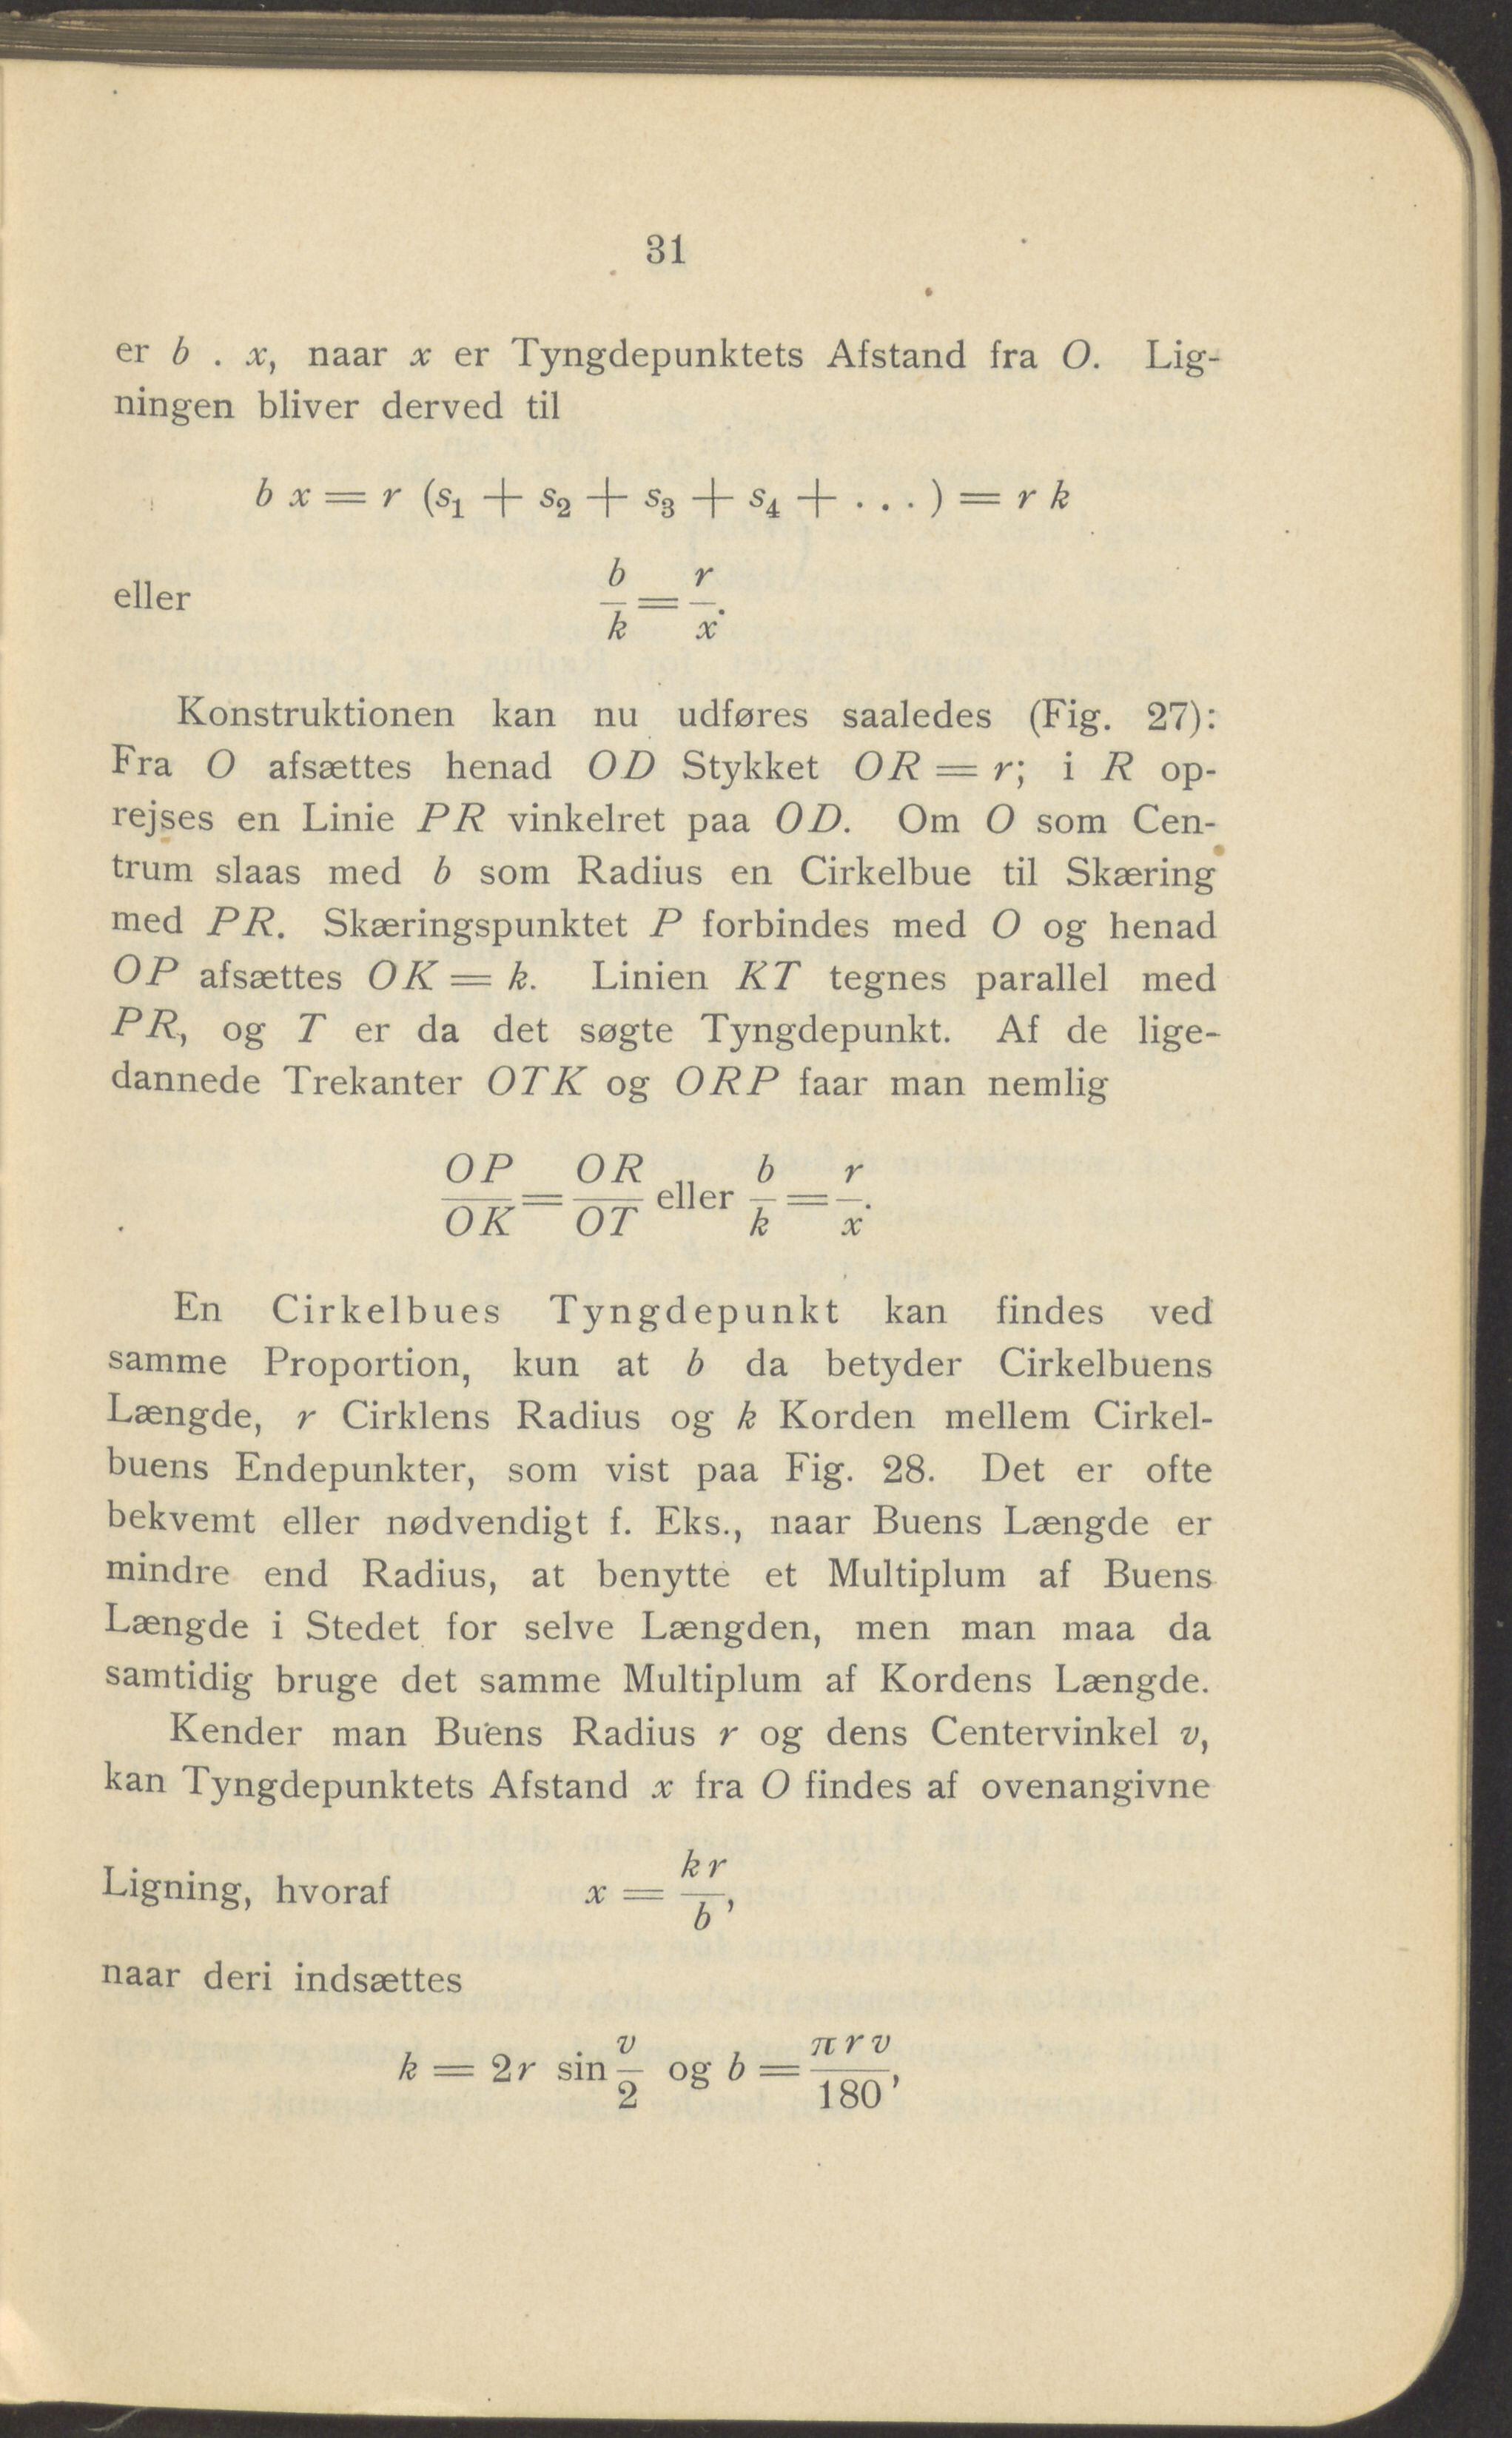 31
er b . x, naar x er Tyngdepunktets Afstand fra O. Lig-
ningen bliver derved til
b x = r (s₁ + s₂ + s₃ + s₄ + . . . ) = r k
eller b/k = r/x.
Konstruktionen kan nu udføres saaledes (Fig. 27):
Fra O afsættes henad OD Stykket OR = r; i R op-
rejses en Linie PR vinkelret paa OD. Om O som Cen-
trum slaas med b som Radius en Cirkelbue til Skæring
med PR. Skæringspunktet P forbindes med O og henad
OP afsættes OK = k. Linien KT tegnes parallel med
PR, og T er da det søgte Tyngdepunkt. Af de lige-
dannede Trekanter OTK og ORP faar man nemlig
OP/OK = OR/OT eller b/k = r/x.
En Cirkelbues Tyngdepunkt kan findes ved
samme Proportion, kun at b da betyder Cirkelbuens
Længde, r Cirklens Radius og k Korden mellem Cirkel-
buens Endepunkter, som vist paa Fig. 28. Det er ofte
bekvemt eller nødvendigt f. Eks., naar Buens Længde er
mindre end Radius, at benytte et Multiplum af Buens
Længde i Stedet for selve Længden, men man maa da
samtidig bruge det samme Multiplum af Kordens Længde.
Kender man Buens Radius r og dens Centervinkel v,
kan Tyngdepunktets Afstand x fra O findes af ovenangivne
Ligning, hvoraf x = k r/b,
naar deri indsættes
k = 2r sin v/2 og b = π r v/180,